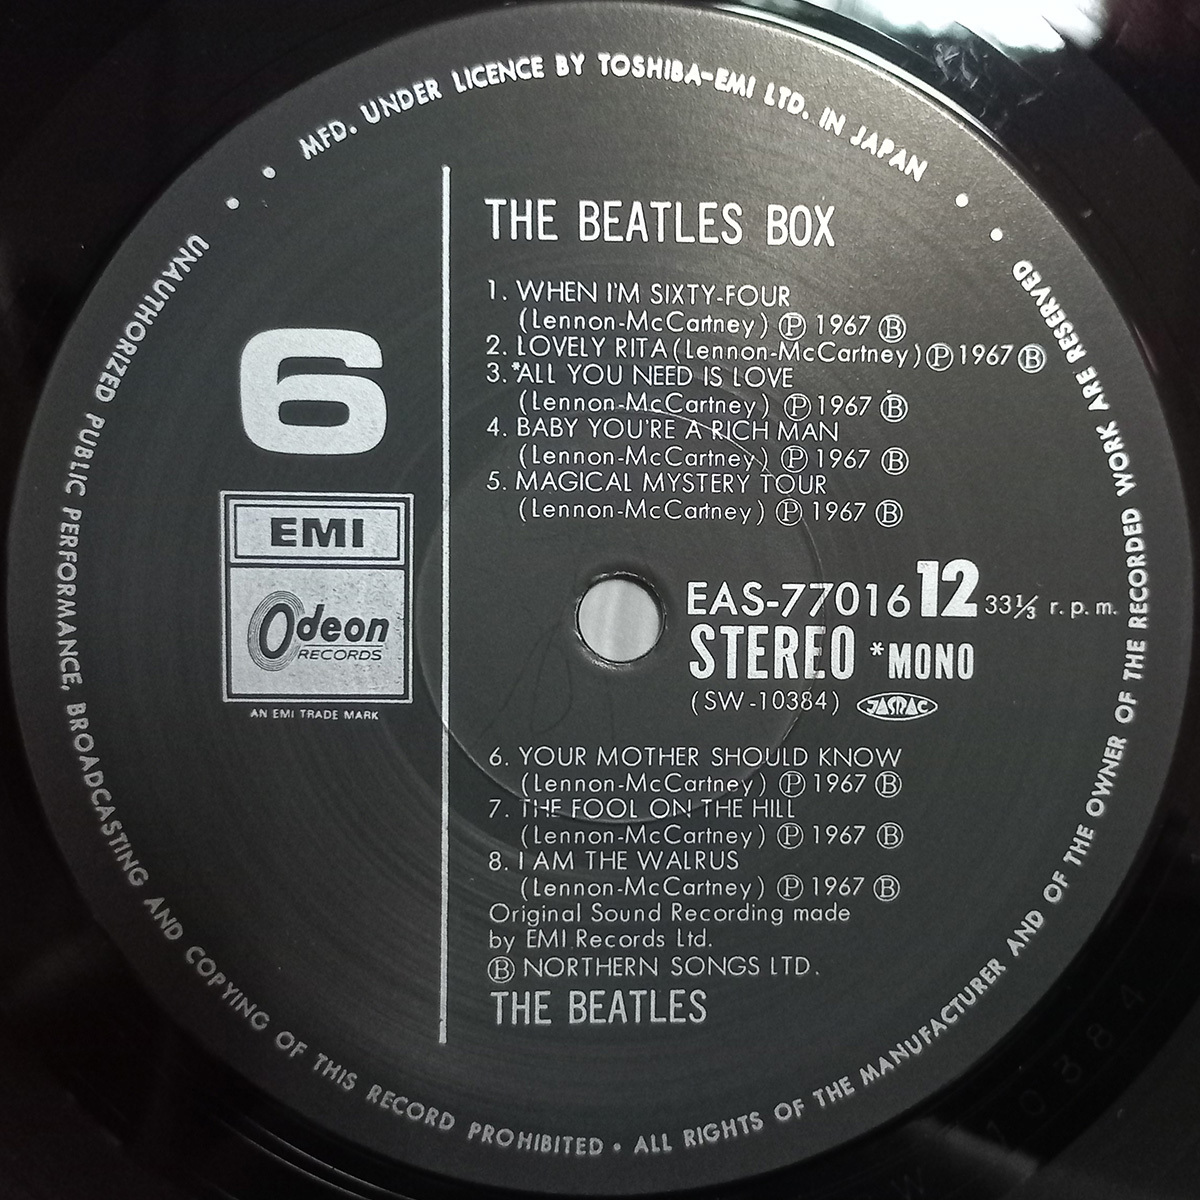 MFD. UNDER LICENCE BY TOSHIBA-EMI LTD. IN JAPAN
THE BEATLES BOX
1. WHEN I'M SIXTY-FOUR
(Lennon-McCartney) Ⓟ 1967 Ⓑ
2. LOVELY RITA (Lennon-McCartney) Ⓟ 1967 Ⓑ
3.*ALL YOU NEED IS LOVE
(Lennon-McCartney) Ⓟ 1967 Ⓑ
4. BABY YOU'RE A RICH MAN
(Lennon-McCartney) Ⓟ 1967 Ⓑ
5. MAGICAL MYSTERY TOUR
(Lennon-McCartney) Ⓟ 1967 Ⓑ
6
EMI
Odeon
RECORDS
AN EMI TRADE MARK
EAS-77016 12 33⅓ r.p.m.
STEREO *MONO
(SW-10384) JASRAC
6. YOUR MOTHER SHOULD KNOW
(Lennon-McCartney) Ⓟ 1967 Ⓑ
7. THE FOOL ON THE HILL
(Lennon-McCartney) Ⓟ 1967 Ⓑ
8. I AM THE WALRUS
(Lennon-McCartney) Ⓟ 1967 Ⓑ
Original Sound Recording made
by EMI Records Ltd.
Ⓑ NORTHERN SONGS LTD.
THE BEATLES
UNAUTHORIZED PUBLIC PERFORMANCE, BROADCASTING AND COPYING OF THIS RECORD PROHIBITED • ALL RIGHTS OF THE MANUFACTURER AND OF THE OWNER OF THE RECORDED WORK ARE RESERVED